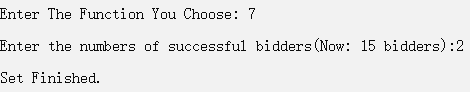 Enter The Function You Choose: 7
Enter the numbers of successful bidders(Now: 15 bidders):2
Set Finished.